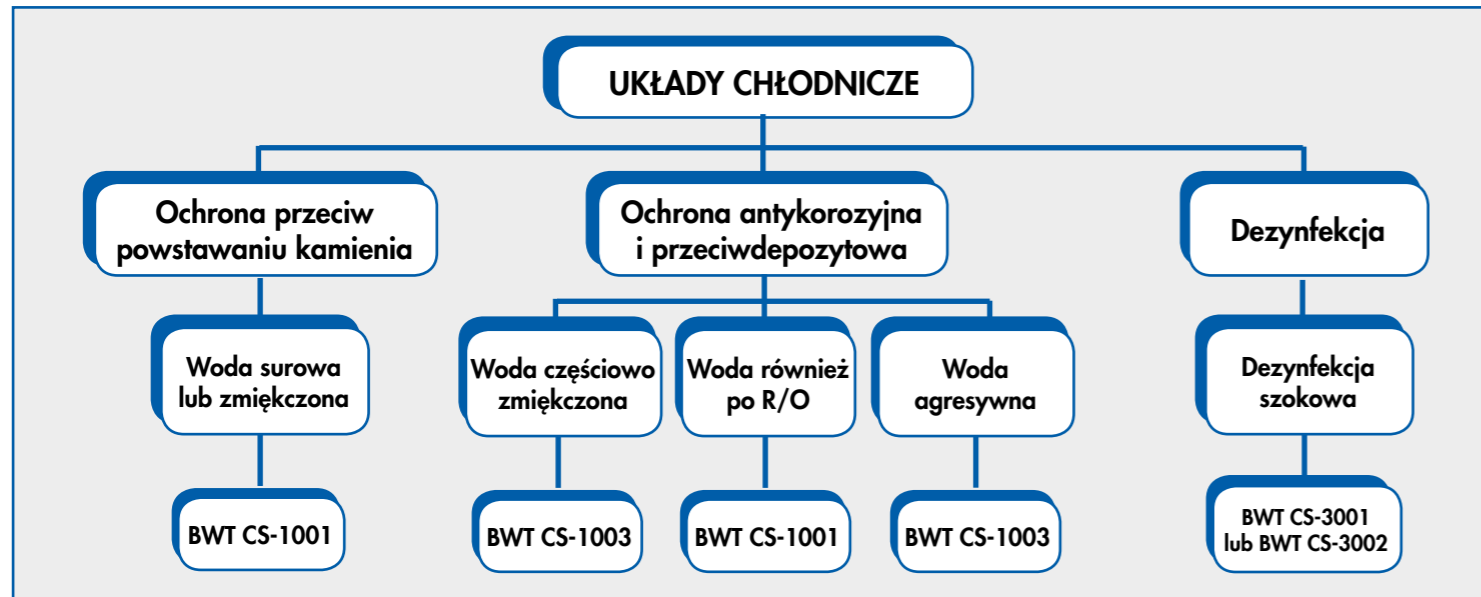 UKŁADY CHŁODNICZE
Ochrona przeciw
powstawaniu kamienia
Ochrona antykorozyjna
i przeciwdepozytowa
Dezynfekcja
Woda surowa
lub zmiękczona
Woda częściowo
zmiękczona
Woda również
po R/O
Woda
agresywna
Dezynfekcja
szokowa
BWT CS-1001
BWT CS-1003
BWT CS-1001
BWT CS-1003
BWT CS-3001
lub BWT CS-3002